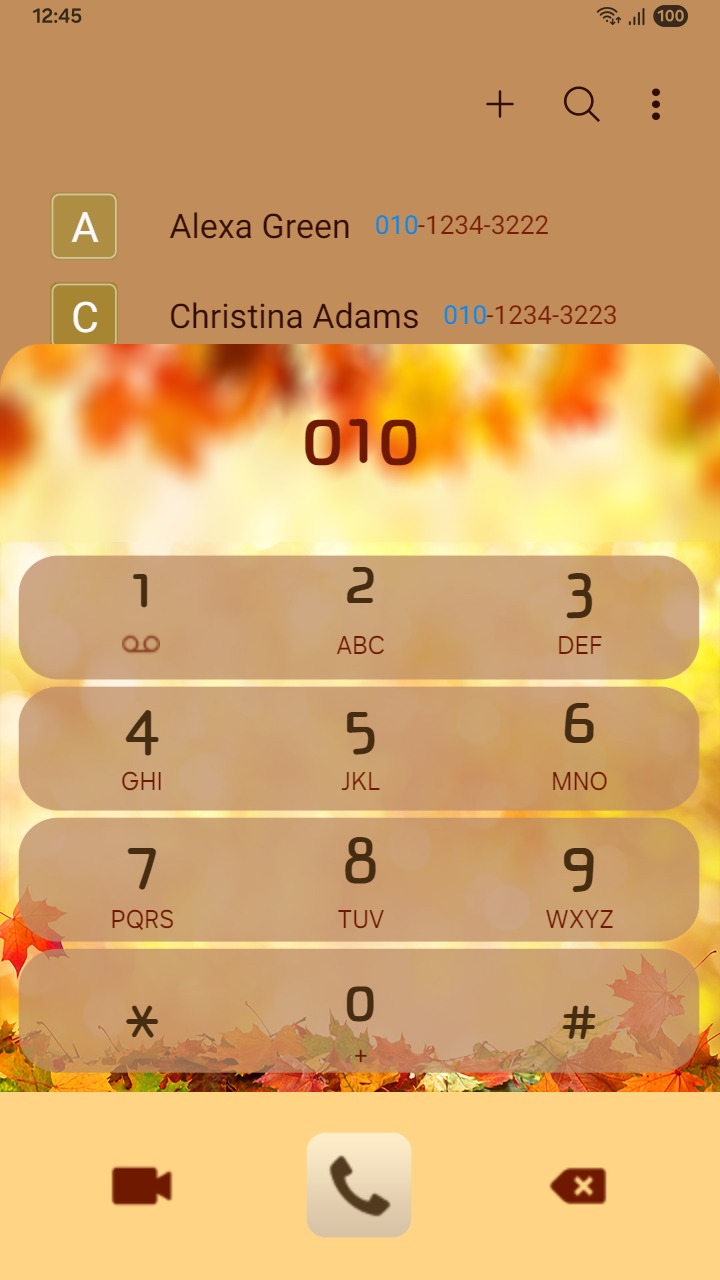 12:45 100
A Alexa Green 010-1234-3222
C Christina Adams 010-1234-3223
010
1 2 3
ABC DEF
4 5 6
GHI JKL MNO
7 8 9
PQRS TUV WXYZ
* 0 #
+